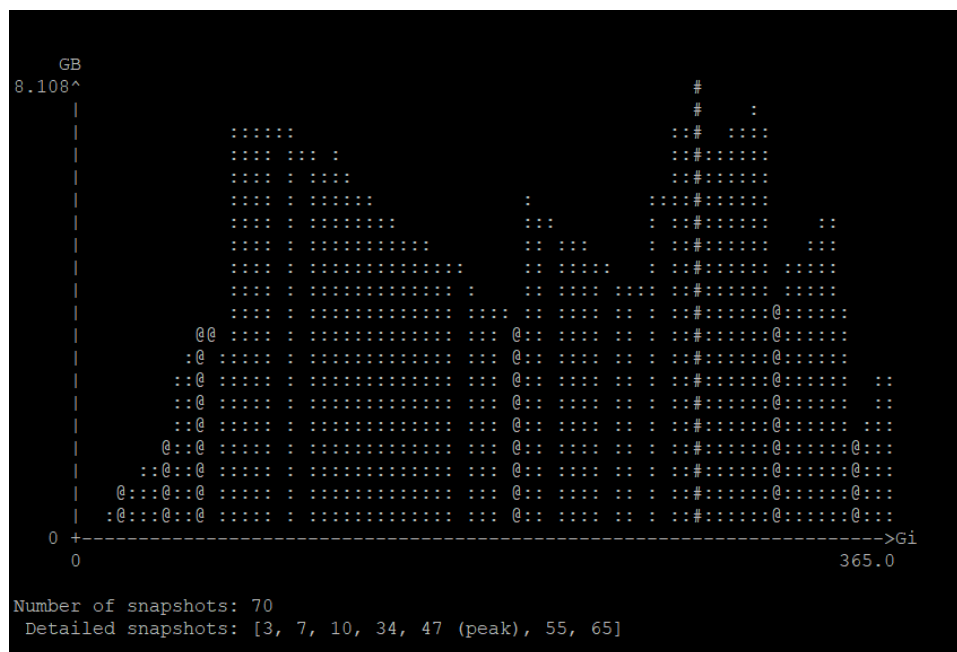 GB
8.108^                                                      #
     |                                                      #    :
     |             ::::::                                 ::#  ::::
     |             :::: ::: :                             ::#::::::
     |             :::: : ::::                            ::#::::::
     |             :::: : ::::::             :          ::::#::::::
     |             :::: : ::::::::           :::        : ::#::::::    ::
     |             :::: : :::::::::::        :: :::     : ::#::::::   :::
     |             :::: : ::::::::::::::     :: :::::   : ::#:::::: :::::
     |             :::: : ::::::::::::: :    :: :::: :::: ::#:::::: :::::
     |             :::: : ::::::::::::: :::: :: :::: :: : ::#::::::@::::::
     |          @@ :::: : ::::::::::::: ::: @:: :::: :: : ::#::::::@::::::
     |         :@ ::::: : ::::::::::::: ::: @:: :::: :: : ::#::::::@::::::
     |        ::@ ::::: : ::::::::::::: ::: @:: :::: :: : ::#::::::@::::::  ::
     |        ::@ ::::: : ::::::::::::: ::: @:: :::: :: : ::#::::::@::::::  ::
     |        ::@ ::::: : ::::::::::::: ::: @:: :::: :: : ::#::::::@:::::: :::
     |       @::@ ::::: : ::::::::::::: ::: @:: :::: :: : ::#::::::@::::::@:::
     |     ::@::@ ::::: : ::::::::::::: ::: @:: :::: :: : ::#::::::@::::::@:::
     |   @:::@::@ ::::: : ::::::::::::: ::: @:: :::: :: : ::#::::::@::::::@:::
     |  :@:::@::@ ::::: : ::::::::::::: ::: @:: :::: :: : ::#::::::@::::::@:::
   0 +----------------------------------------------------------------------->Gi
     0                                                                   365.0
Number of snapshots: 70
 Detailed snapshots: [3, 7, 10, 34, 47 (peak), 55, 65]